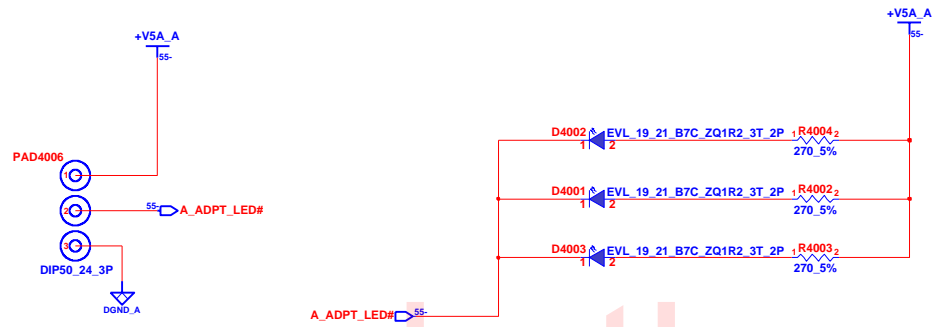 +V5A_A
55-
+V5A_A
55-
PAD4006
1
2
3
55-
A_ADPT_LED#
DIP50_24_3P
DGND_A
D4002
EVL_19_21_B7C_ZQ1R2_3T_2P
1
2
1
R4004
2
270_5%
D4001
EVL_19_21_B7C_ZQ1R2_3T_2P
1
2
1
R4002
2
270_5%
D4003
EVL_19_21_B7C_ZQ1R2_3T_2P
1
2
1
R4003
2
270_5%
A_ADPT_LED#
55-